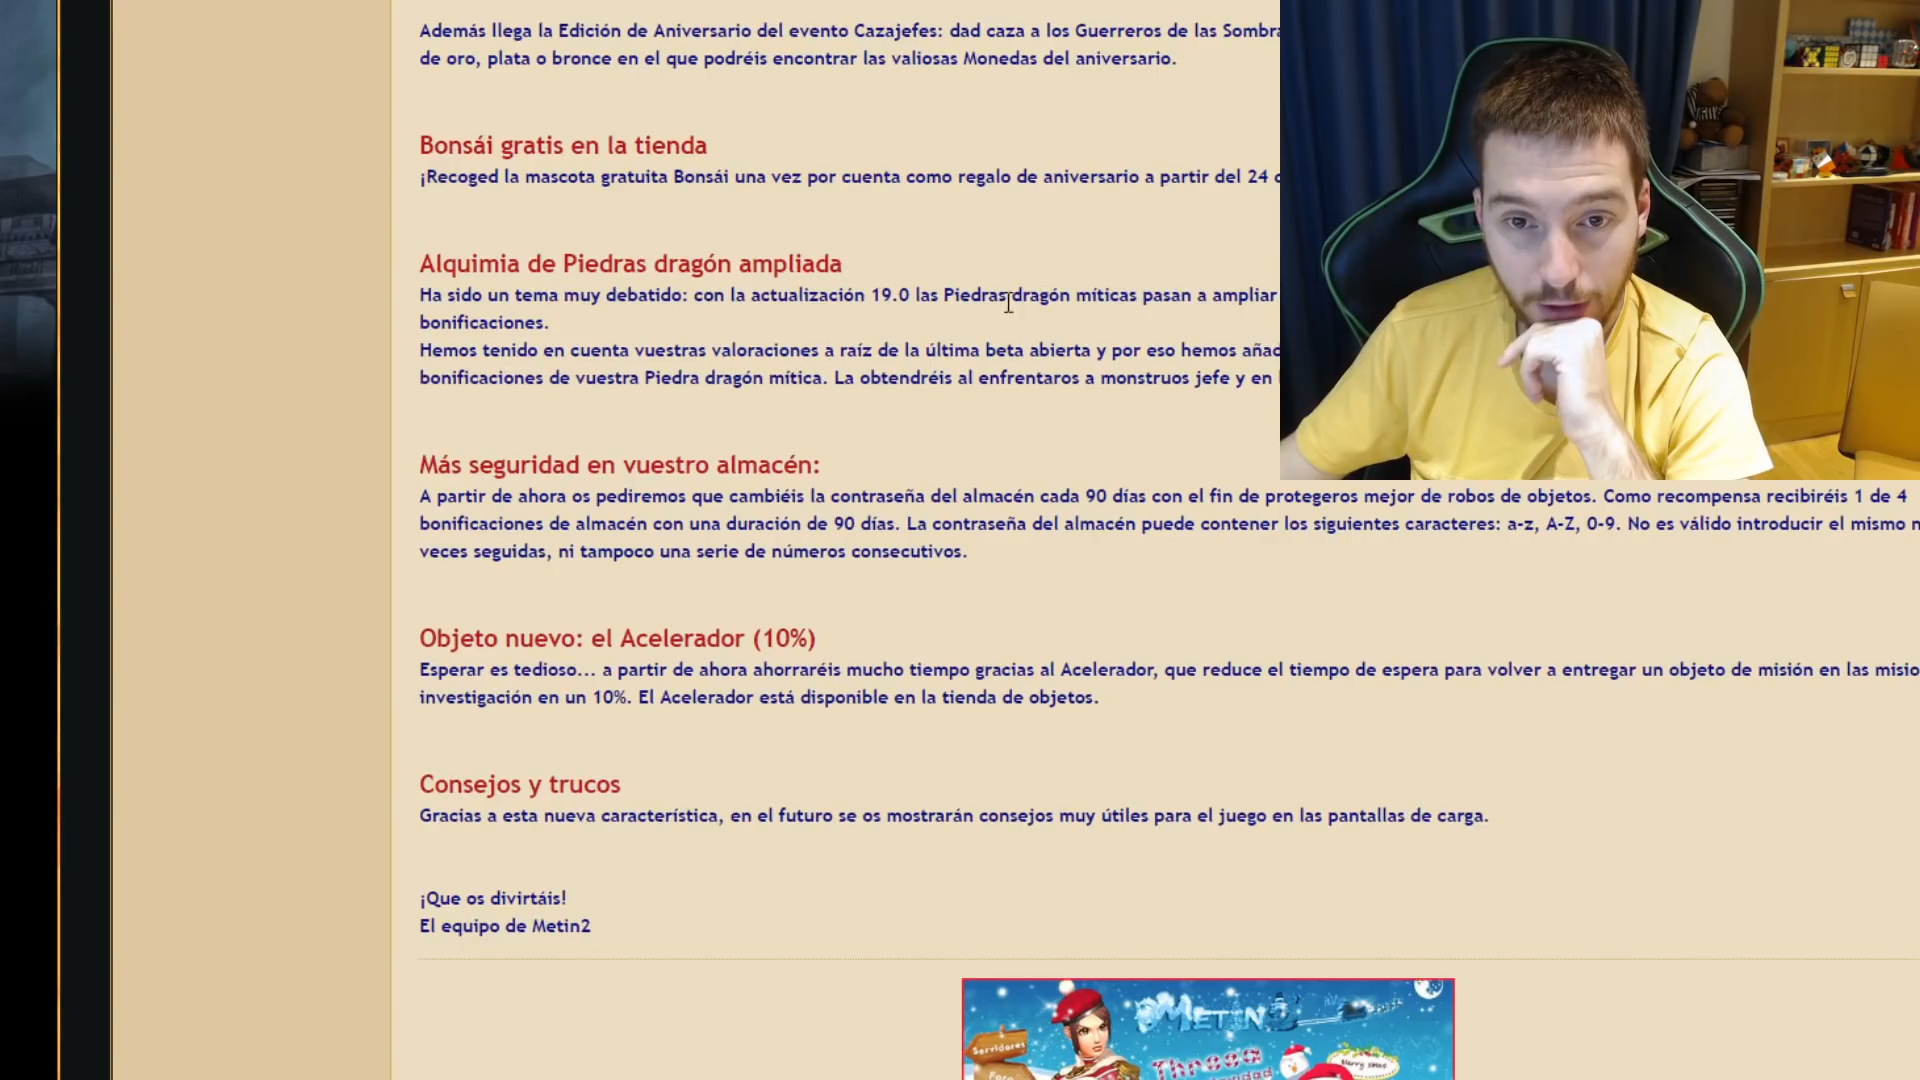 Además llega la Edición de Aniversario del evento Cazajefes: dad caza a los Guerreros de las Sombra
de oro, plata o bronce en el que podréis encontrar las valiosas Monedas del aniversario.
Bonsái gratis en la tienda
¡Recoged la mascota gratuita Bonsái una vez por cuenta como regalo de aniversario a partir del 24
Alquimia de Piedras dragón ampliada
Ha sido un tema muy debatido: con la actualización 19.0 las Piedras dragón míticas pasan a ampliar
bonificaciones.
Hemos tenido en cuenta vuestras valoraciones a raíz de la última beta abierta y por eso hemos añad
bonificaciones de vuestra Piedra dragón mítica. La obtendréis al enfrentaros a monstruos jefe y en
Más seguridad en vuestro almacén:
A partir de ahora os pediremos que cambiéis la contraseña del almacén cada 90 días con el fin de protegeros mejor de robos de objetos. Como recompensa recibiréis 1 de 4
bonificaciones de almacén con una duración de 90 días. La contraseña del almacén puede contener los siguientes caracteres: a-z, A-Z, 0-9. No es válido introducir el mismo
veces seguidas, ni tampoco una serie de números consecutivos.
Objeto nuevo: el Acelerador (10%)
Esperar es tedioso... a partir de ahora ahorraréis mucho tiempo gracias al Acelerador, que reduce el tiempo de espera para volver a entregar un objeto de misión en las misio
investigación en un 10%. El Acelerador está disponible en la tienda de objetos.
Consejos y trucos
Gracias a esta nueva característica, en el futuro se os mostrarán consejos muy útiles para el juego en las pantallas de carga.
¡Que os divirtáis!
El equipo de Metin2
METIN2
Servidores
Foro
Merry Xmas